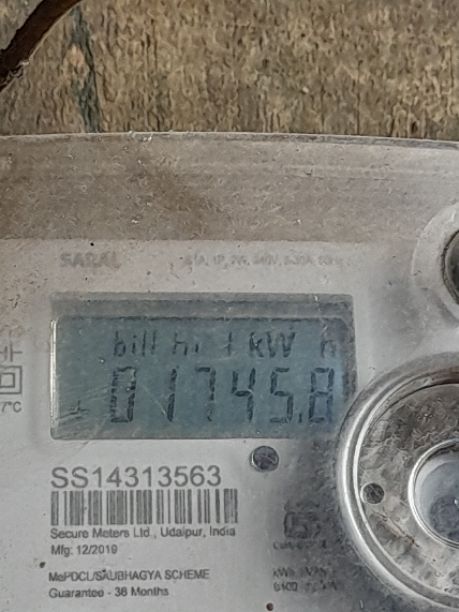 SARAL
bill hi 1 kW h
01745.8
SS14313563
Secure Meters Ltd., Udaipur, India
Mfg: 12/2019
MePDCL/SAUBHAGYA SCHEME
Guarantee - 36 Months